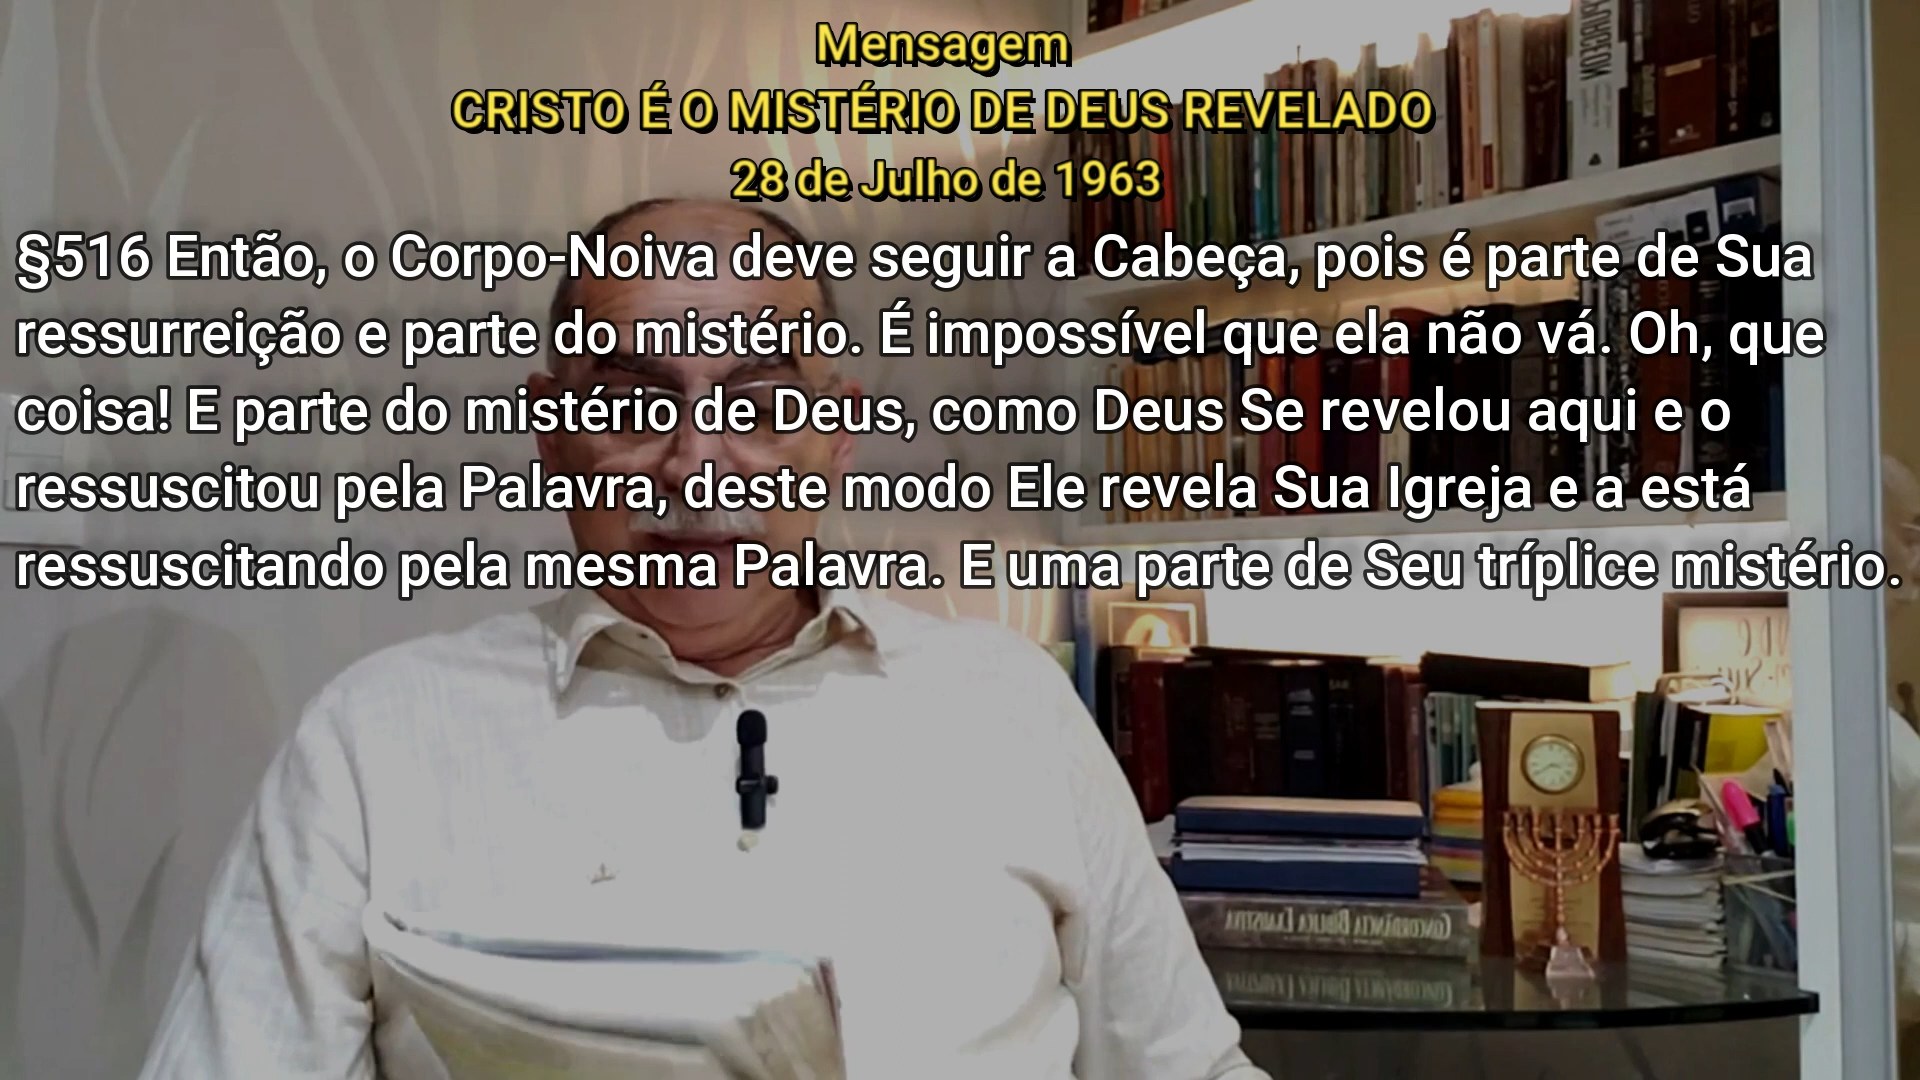 Mensagem
CRISTO É O MISTÉRIO DE DEUS REVELADO
28 de Julho de 1963
§516 Então, o Corpo-Noiva deve seguir a Cabeça, pois é parte de Sua
ressurreição e parte do mistério. É impossível que ela não vá. Oh, que
coisa! E parte do mistério de Deus, como Deus Se revelou aqui e o
ressuscitou pela Palavra, deste modo Ele revela Sua Igreja e a está
ressuscitando pela mesma Palavra. E uma parte de Seu tríplice mistério.
CONCORDÂNCIA BÍBLICA EXAUSTIVA